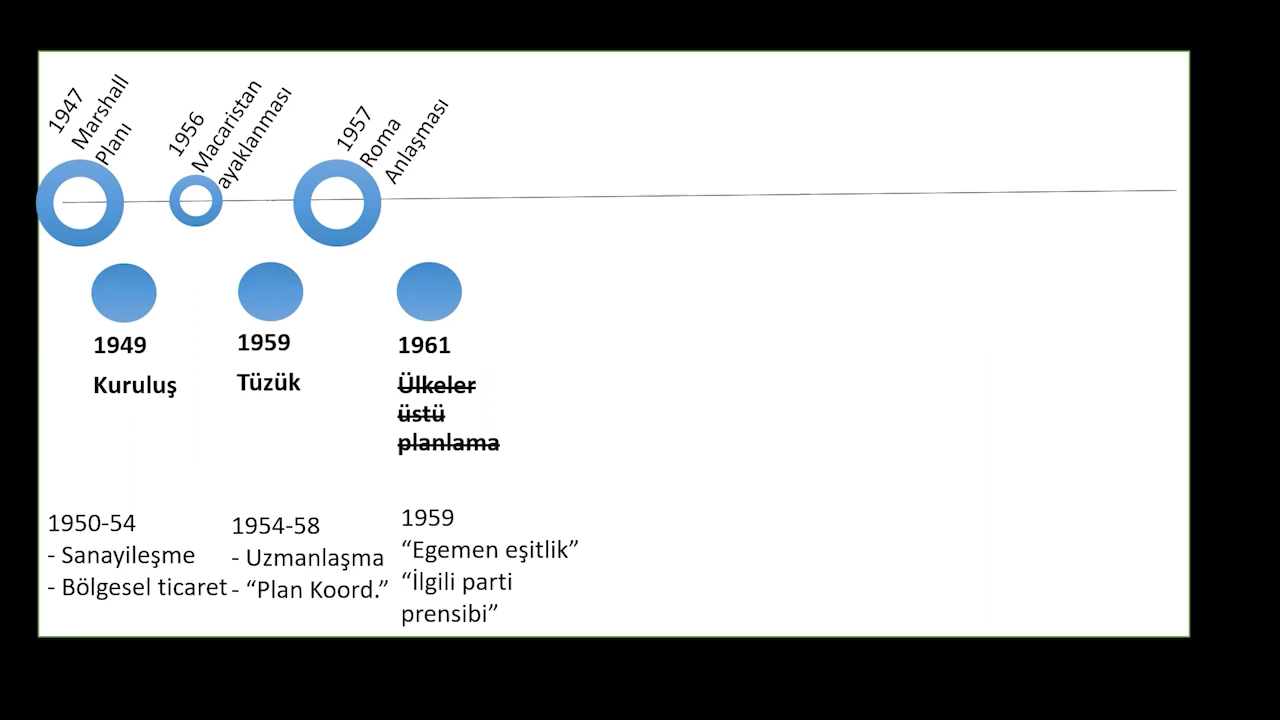 1947
Marshall
Planı
1956
Macaristan
ayaklanması
1957
Roma
Anlaşması
1949
Kuruluş
1959
Tüzük
1961
Ülkeler
üstü
planlama
1950-54
- Sanayileşme
- Bölgesel ticaret
1954-58
- Uzmanlaşma
- “Plan Koord.”
1959
“Egemen eşitlik”
“İlgili parti
prensibi”